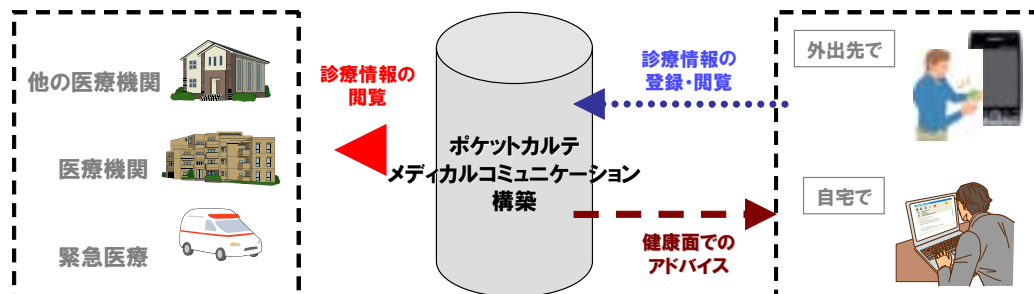 他の医療機関
医療機関
緊急医療
診療情報の
閲覧
ポケットカルテ
メディカルコミュニケーション
構築
診療情報の
登録・閲覧
健康面での
アドバイス
外出先で
自宅で